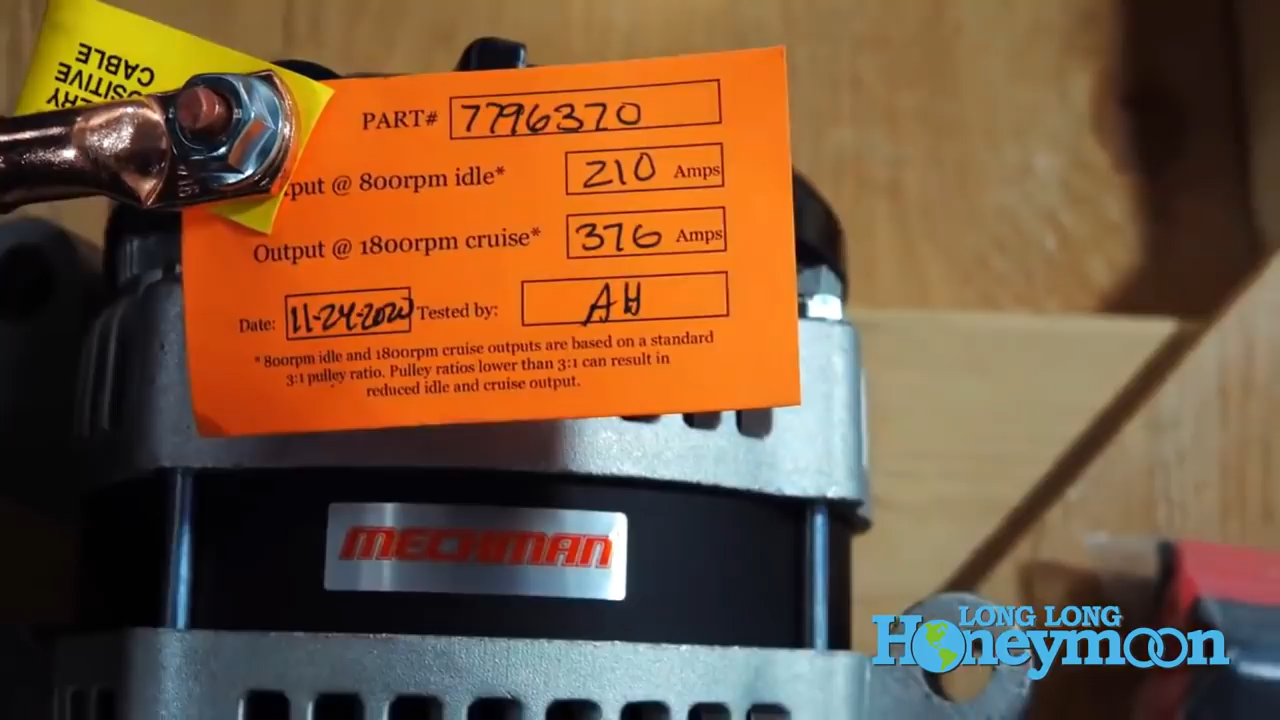 POSITIVE
CABLE
PART# 7796370
@ 800rpm idle* 210 Amps
Output @ 1800rpm cruise* 376 Amps
Date: 11-24-2020 Tested by: AH
*800rpm idle and 1800rpm cruise outputs are based on a standard
3:1 pulley ratio. Pulley ratios lower than 3:1 can result in
reduced idle and cruise output.
MECHMAN
LONG LONG
Honeymoon